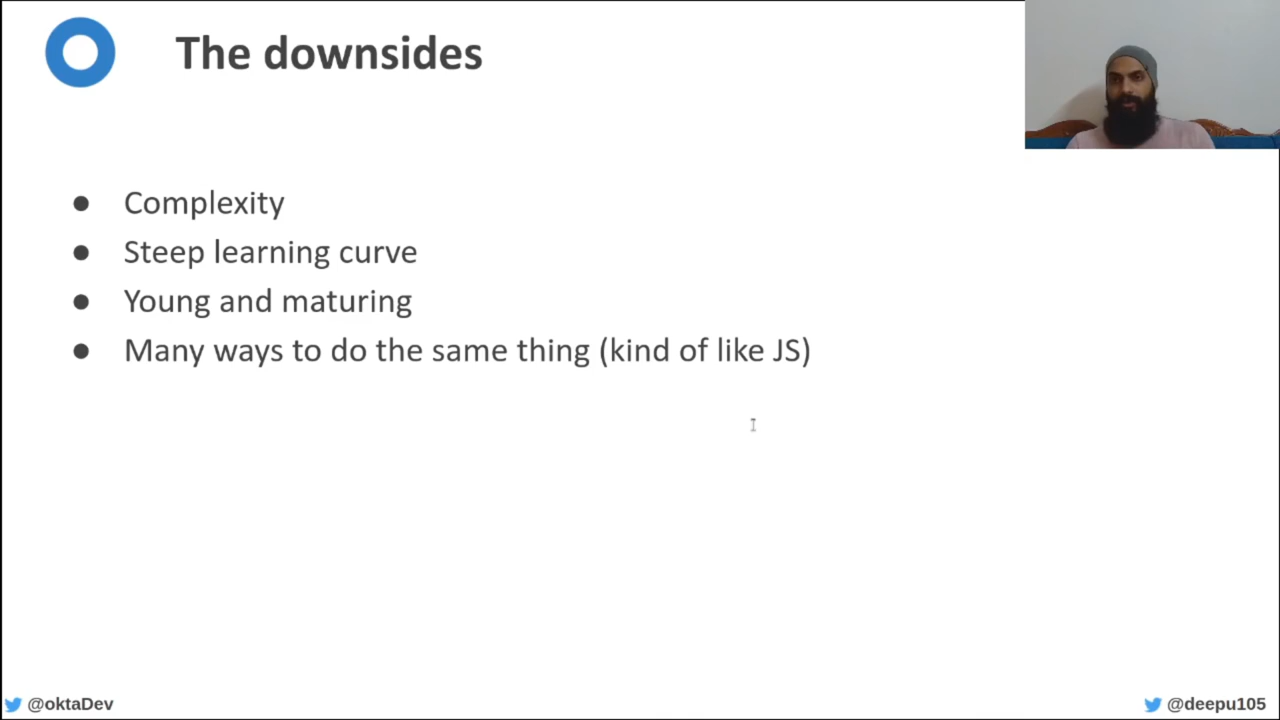 The downsides
● Complexity
● Steep learning curve
● Young and maturing
● Many ways to do the same thing (kind of like JS)
@oktaDev
@deepu105